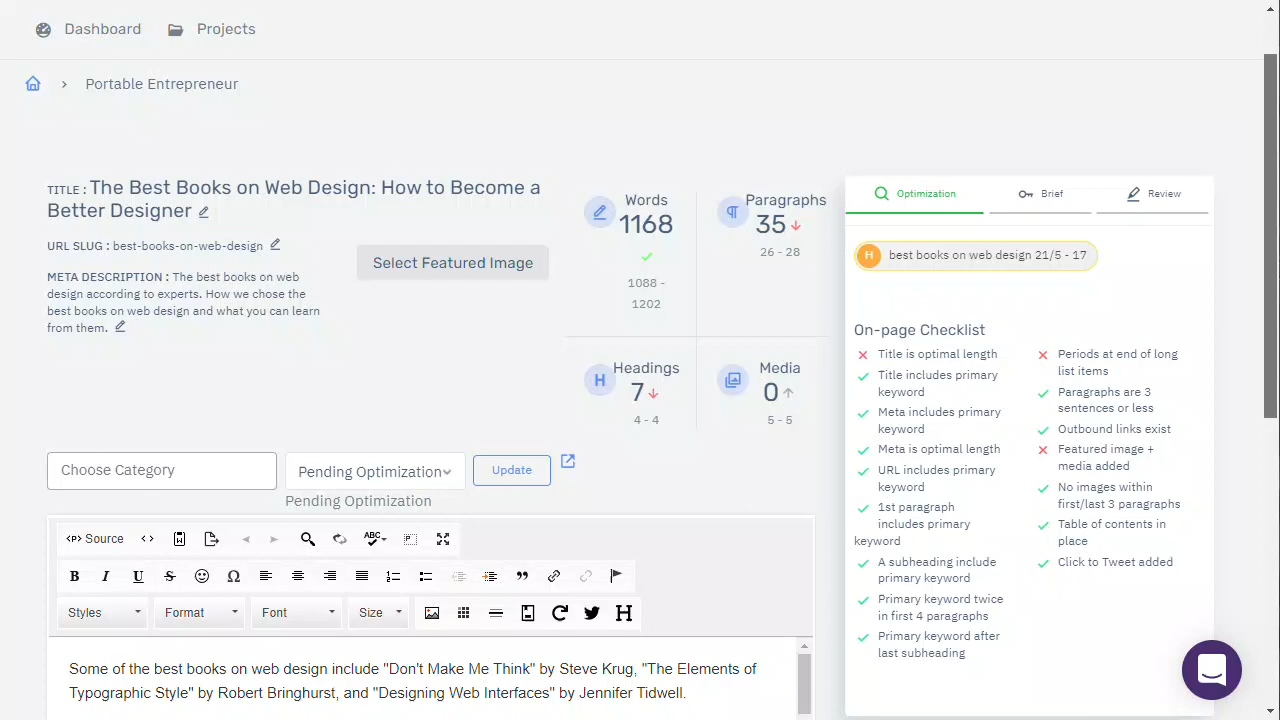 Dashboard
Projects
Portable Entrepreneur
TITLE : The Best Books on Web Design: How to Become a
Better Designer
URL SLUG : best-books-on-web-design
META DESCRIPTION : The best books on web
design according to experts. How we chose the
best books on web design and what you can learn
from them.
Select Featured Image
Words
1168
1088 -
1202
Paragraphs
35
26 - 28
H
Headings
7
4 - 4
Media
0
5 - 5
Optimization
Brief
Review
H best books on web design 21/5 - 17
On-page Checklist
Title is optimal length
Title includes primary
keyword
Meta includes primary
keyword
Meta is optimal length
URL includes primary
keyword
1st paragraph
includes primary
keyword
A subheading include
primary keyword
Primary keyword twice
in first 4 paragraphs
Primary keyword after
last subheading
Periods at end of long
list items
Paragraphs are 3
sentences or less
Outbound links exist
Featured image +
media added
No images within
first/last 3 paragraphs
Table of contents in
place
Click to Tweet added
Choose Category
Pending Optimization
Update
Pending Optimization
Source
ABC
B I U S Ω
Styles Format Font Size H
Some of the best books on web design include "Don't Make Me Think" by Steve Krug, "The Elements of
Typographic Style" by Robert Bringhurst, and "Designing Web Interfaces" by Jennifer Tidwell.